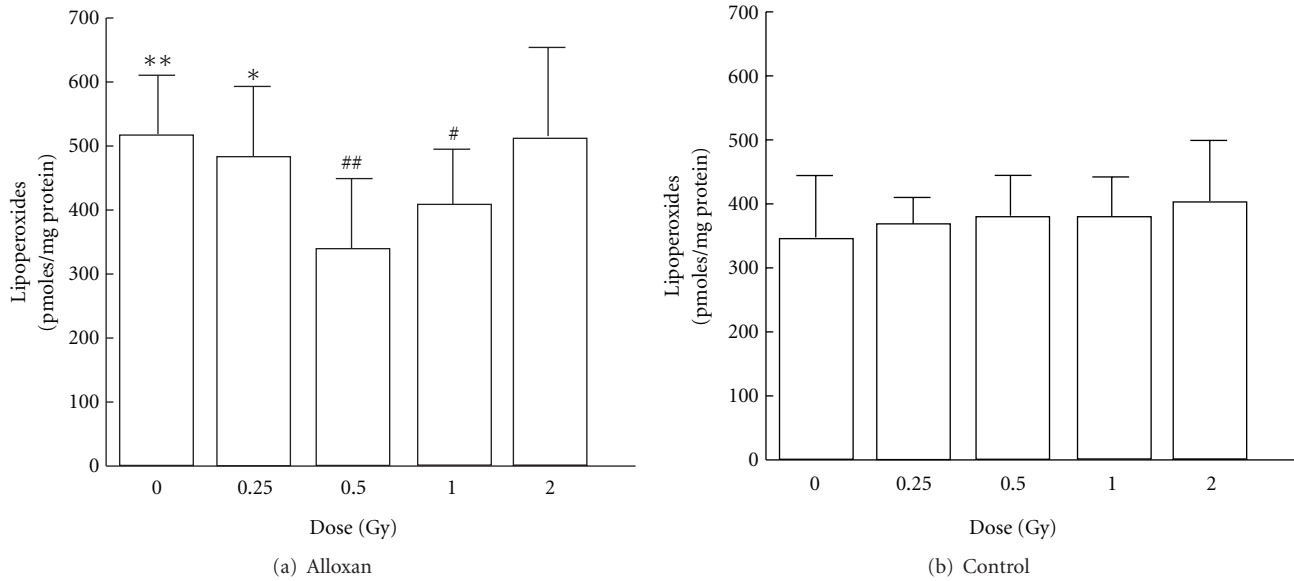 Lipoperoxides
(pmoles/mg protein)
700
600
500
400
300
200
100
0
**
*
##
#
0 0.25 0.5 1 2
Dose (Gy)
(a) Alloxan
Lipoperoxides
(pmoles/mg protein)
700
600
500
400
300
200
100
0
0 0.25 0.5 1 2
Dose (Gy)
(b) Control